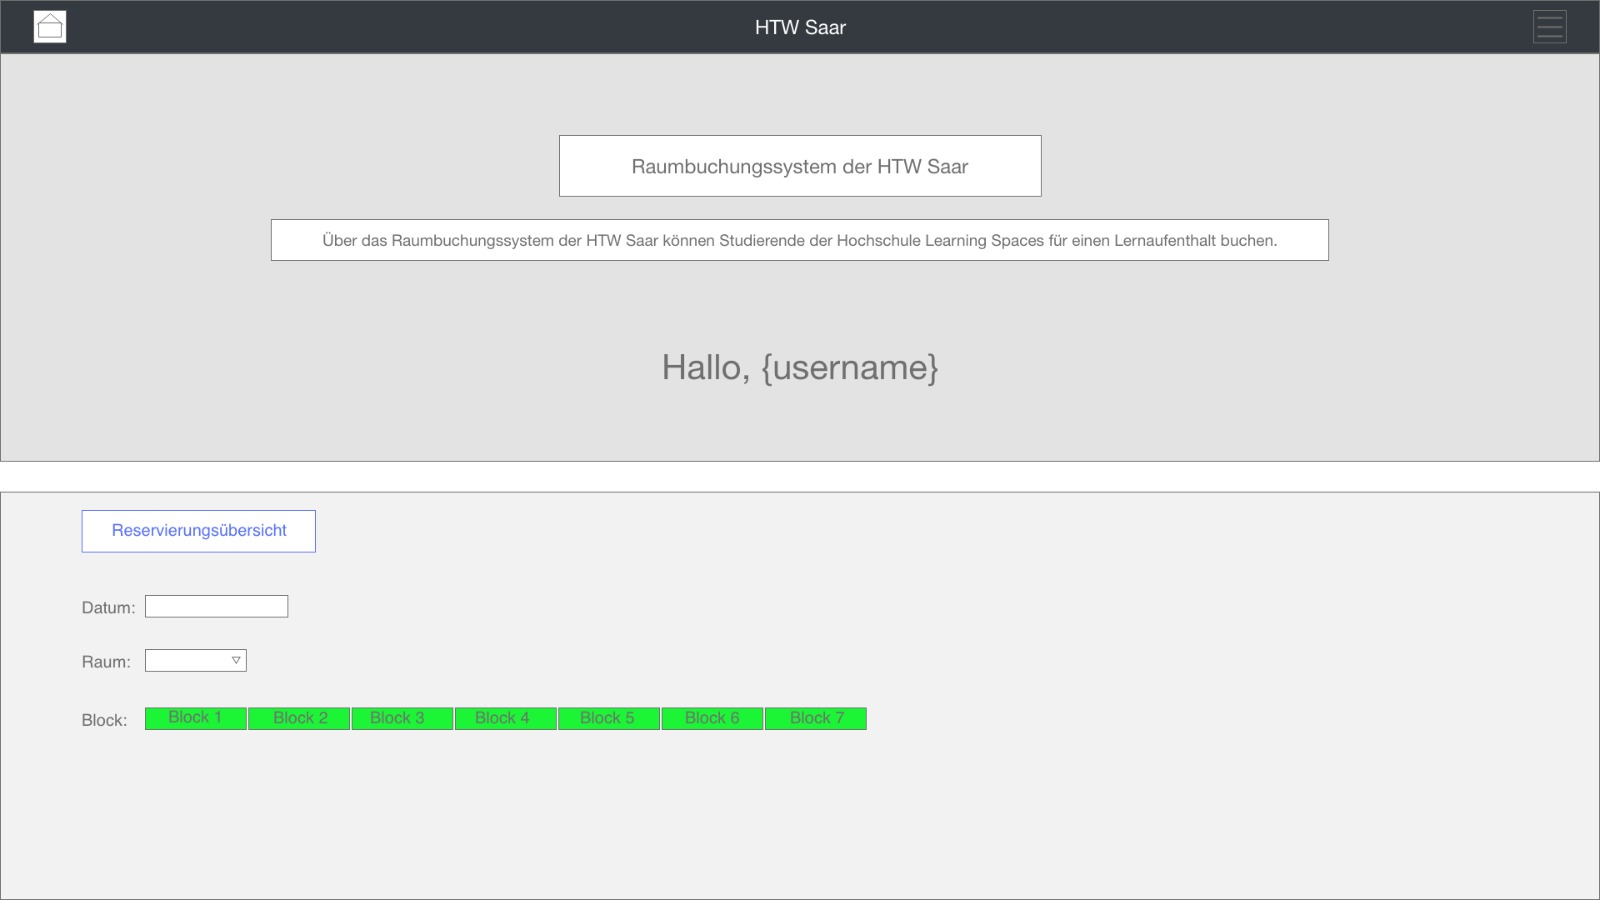 HTW Saar
Raumbuchungssystem der HTW Saar
Über das Raumbuchungssystem der HTW Saar können Studierende der Hochschule Learning Spaces für einen Lernaufenthalt buchen.
Hallo, {username}
Reservierungsübersicht
Datum:
Raum:
Block: Block 1 Block 2 Block 3 Block 4 Block 5 Block 6 Block 7